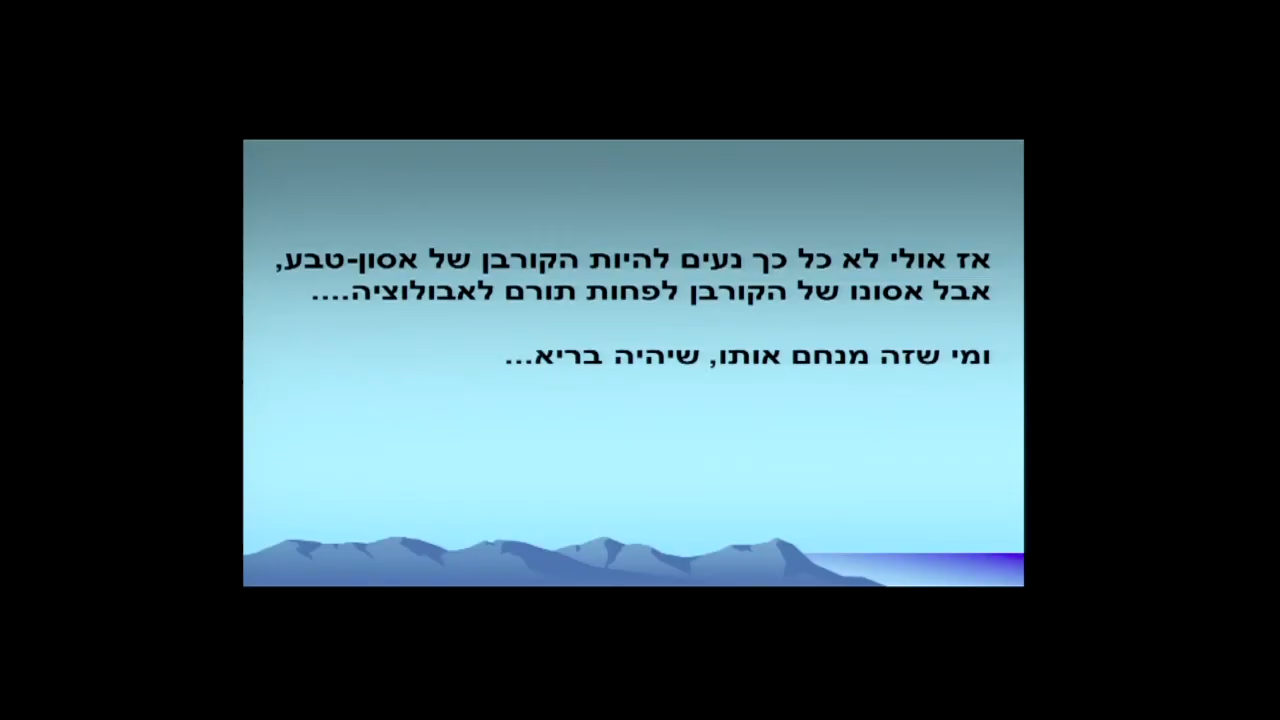 אז אולי לא כל כך נעים להיות הקורבן של אסון-טבע,
אבל אסונו של הקורבן לפחות תורם לאבולוציה....
ומי שזה מנחם אותו, שיהיה בריא...